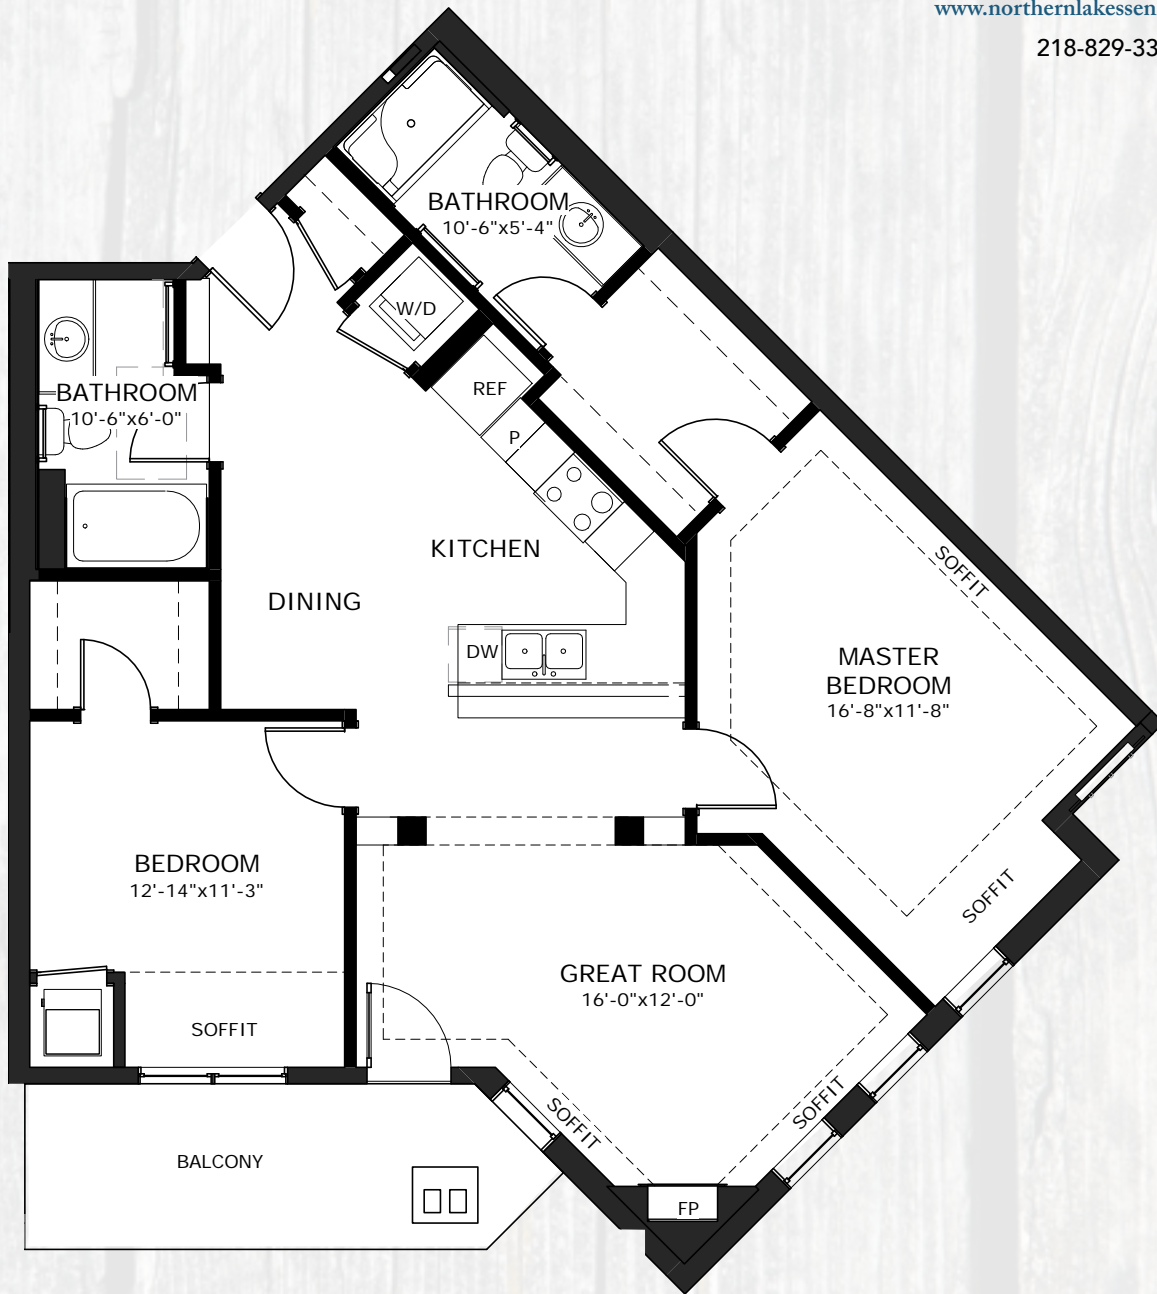 www.northernlakessen
218-829-33
BATHROOM
10'-6"x5'-4"
W/D
BATHROOM
10'-6"x6'-0"
REF
P
KITCHEN
DINING
SOFFIT
DW
MASTER
BEDROOM
16'-8"x11'-8"
BEDROOM
12'-14"x11'-3"
SOFFIT
GREAT ROOM
16'-0"x12'-0"
SOFFIT
SOFFIT
SOFFIT
BALCONY
FP